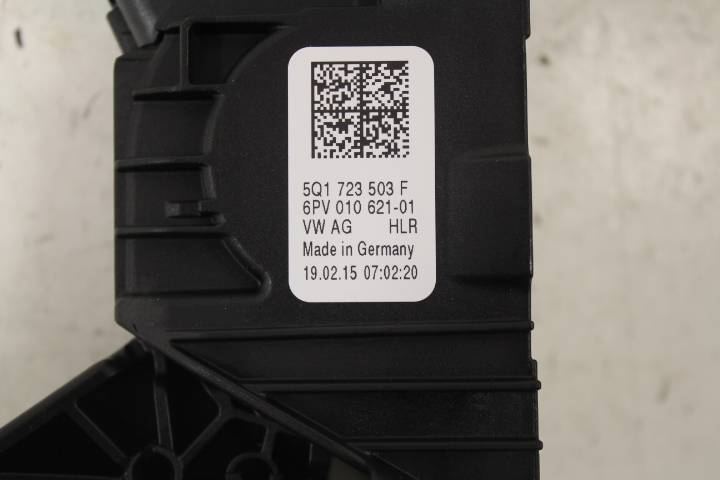 5Q1 723 503 F
6PV 010 621-01
VW AG HLR
Made in Germany
19.02.15 07:02:20